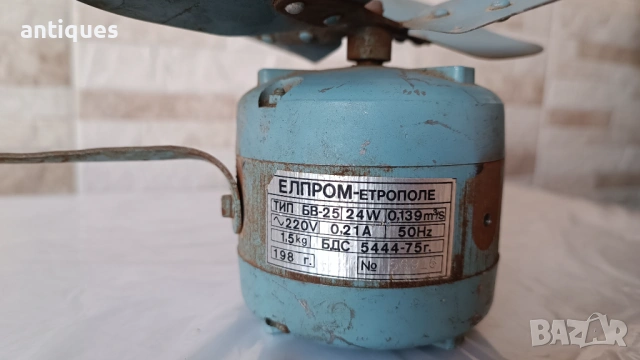 antiques
ЕЛПРОМ-ЕТРОПОЛЕ
ТИП БВ-25 24W 0,139m³/S
~220V 0,21A 50Hz
1,5kg БДС 5444-75г.
198 г. №
BAZAR